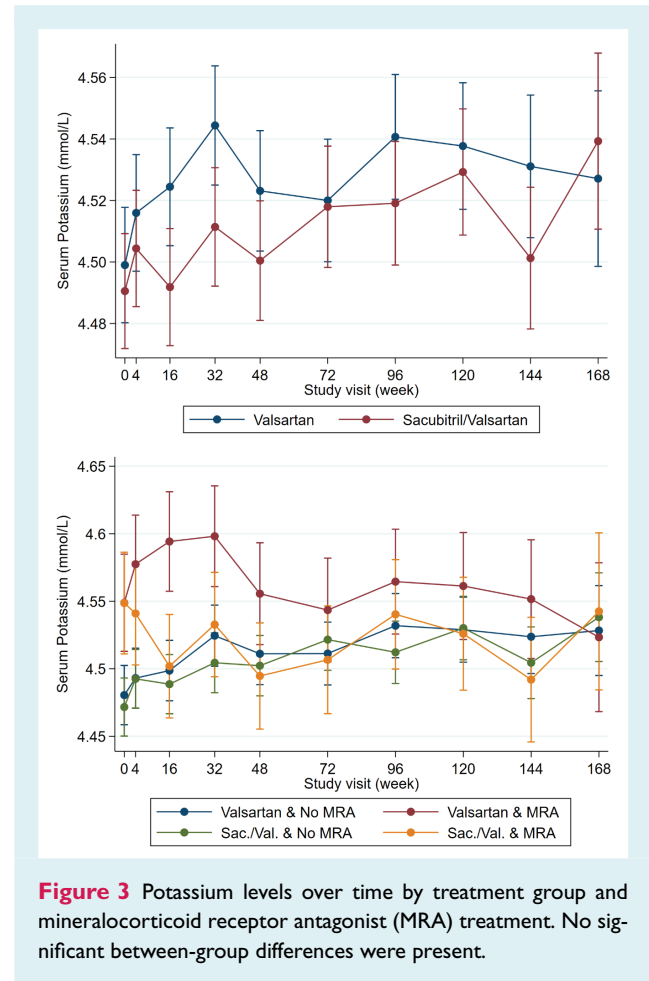 4.56
4.54
4.52
4.50
4.48
Serum Potassium (mmol/L)
0 4 16 32 48 72 96 120 144 168
Study visit (week)
Valsartan Sacubitril/Valsartan
4.65
4.6
4.55
4.5
4.45
Serum Potassium (mmol/L)
0 4 16 32 48 72 96 120 144 168
Study visit (week)
Valsartan & No MRA Valsartan & MRA
Sac./Val. & No MRA Sac./Val. & MRA
Figure 3 Potassium levels over time by treatment group and
mineralocorticoid receptor antagonist (MRA) treatment. No sig-
nificant between-group differences were present.